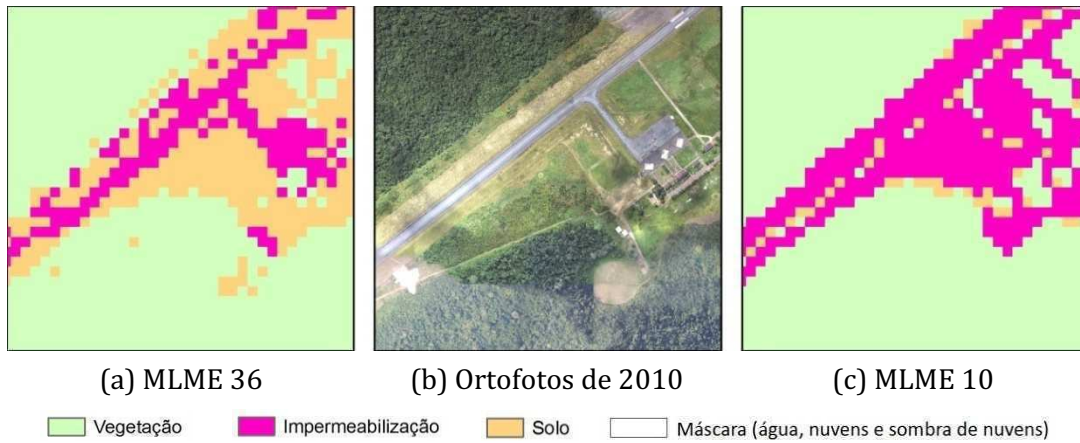 (a) MLME 36
(b) Ortofotos de 2010
(c) MLME 10
Vegetação
Impermeabilização
Solo
Máscara (água, nuvens e sombra de nuvens)